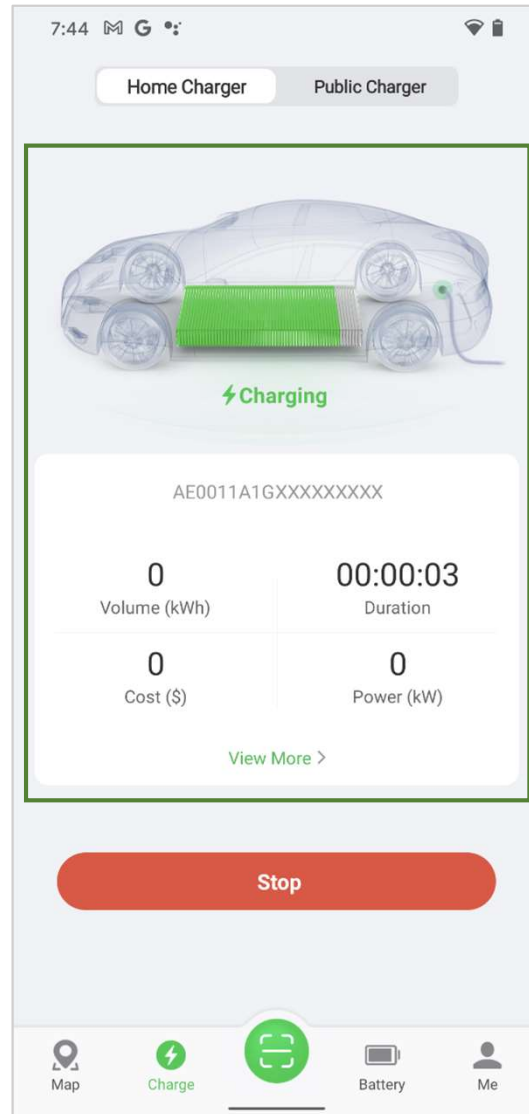 7:44
Home Charger Public Charger
Charging
AE0011A1GXXXXXXXXX
0 00:00:03
Volume (kWh) Duration
0 0
Cost ($) Power (kW)
View More >
Stop
Map Charge Battery Me